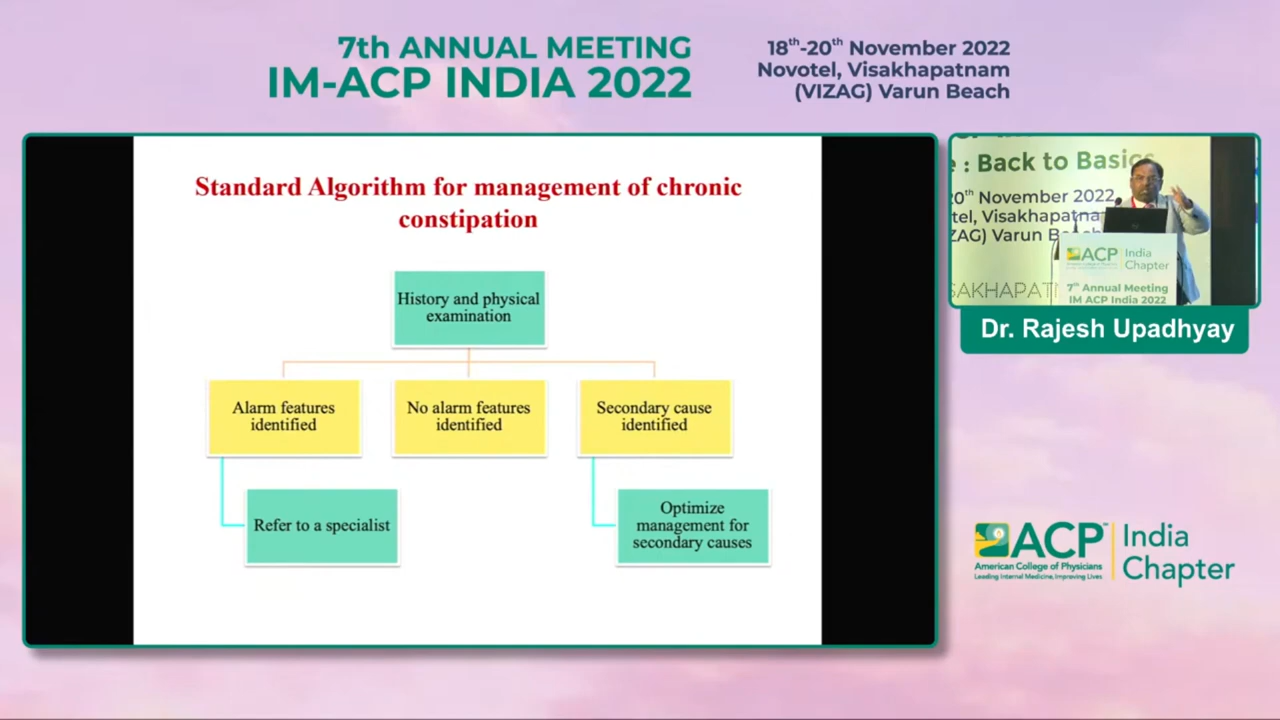 7th ANNUAL MEETING
IM-ACP INDIA 2022
18th-20th November 2022
Novotel, Visakhapatnam
(VIZAG) Varun Beach
Standard Algorithm for management of chronic
constipation
History and physical
examination
Alarm features
identified
No alarm features
identified
Secondary cause
identified
Refer to a specialist
Optimize
management for
secondary causes
: Back to Basics
November 2022
Visakhapatna
ZAG) Varun B
SAKHAPAT
ACP India
Chapter
7th Annual Meeting
IM ACP India 2022
Dr. Rajesh Upadhyay
ACP™
American College of Physicians
Leading Internal Medicine, Improving Lives
India
Chapter